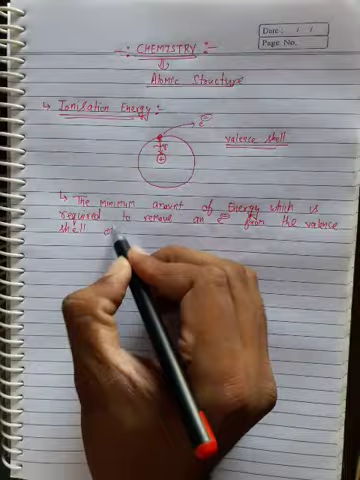 Date : / /
Page No.
-: CHEMISTRY :-
Atomic Structure
↳ Ionisation Energy :-
e⁻
valence shell
+
↳ The minimum amount of Energy which is
required to remove an e⁻ from the valence
shell o